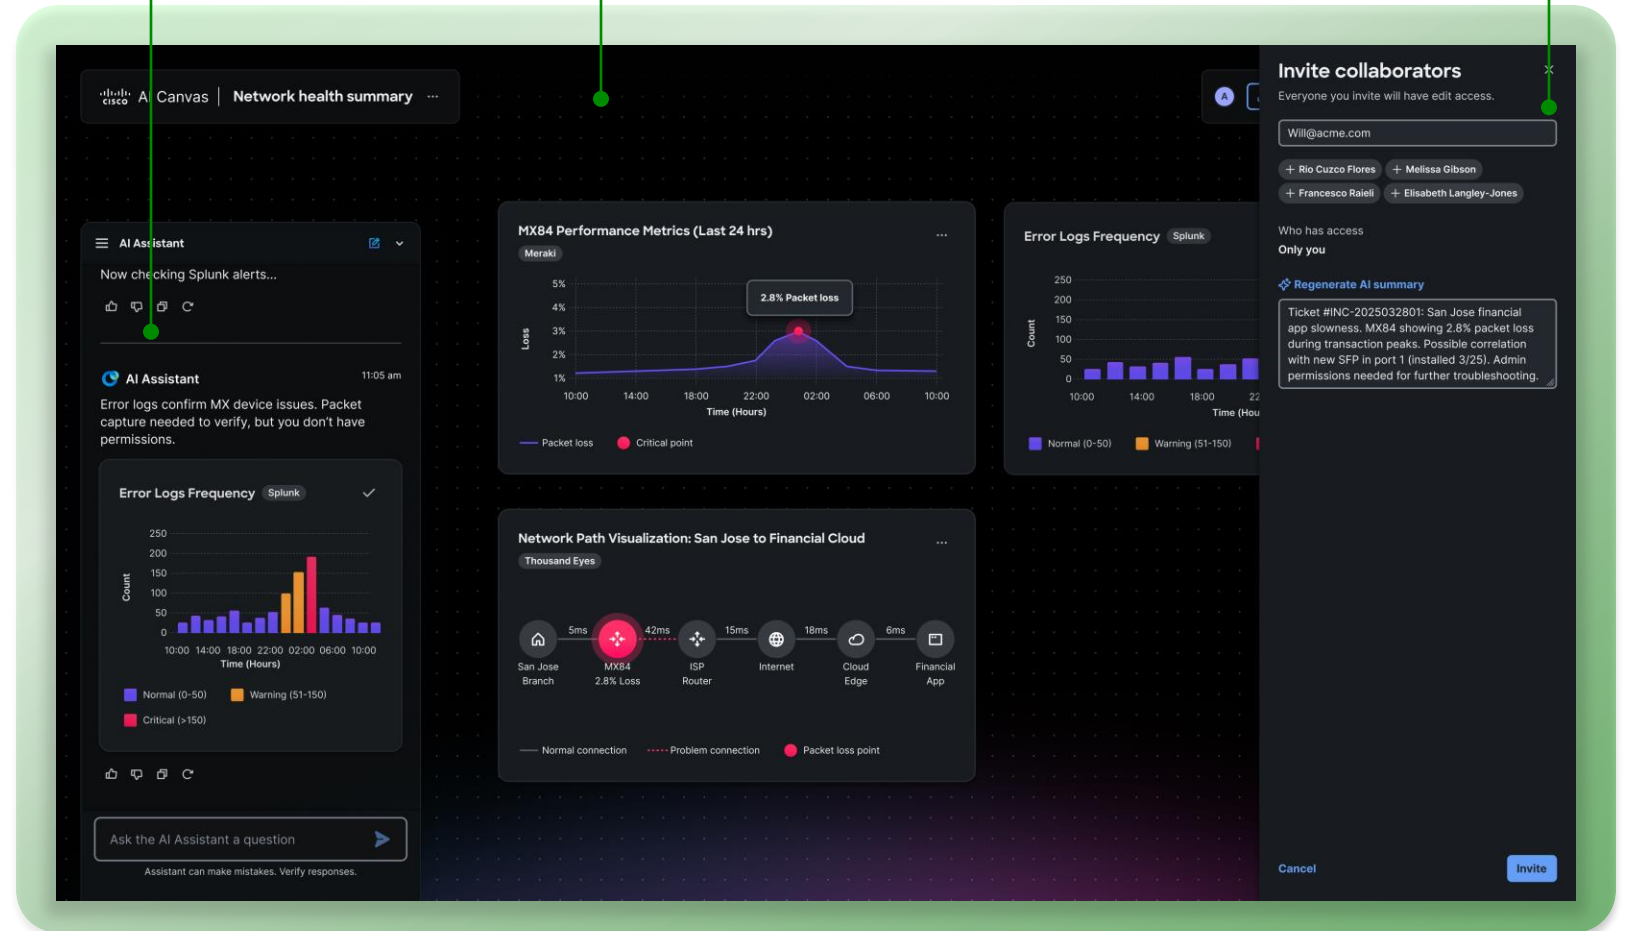 cisco AI Canvas | Network health summary ...
A
AI Assistant
Now checking Splunk alerts...
AI Assistant 11:05 am
Error logs confirm MX device issues. Packet
capture needed to verify, but you don't have
permissions.
Error Logs Frequency Splunk
250
200
150
100
50
0
Count
10:00 14:00 18:00 22:00 02:00 06:00 10:00
Time (Hours)
Normal (0-50) Warning (51-150)
Critical (>150)
Ask the AI Assistant a question
Assistant can make mistakes. Verify responses.
MX84 Performance Metrics (Last 24 hrs) ...
Meraki
5%
4%
3%
2%
1%
Loss
2.8% Packet loss
10:00 14:00 18:00 22:00 02:00 06:00 10:00
Time (Hours)
Packet loss Critical point
Network Path Visualization: San Jose to Financial Cloud ...
Thousand Eyes
5ms 42ms 15ms 18ms 6ms
San Jose MX84 ISP Internet Cloud Financial
Branch 2.8% Loss Router Edge App
Normal connection Problem connection Packet loss point
Error Logs Frequency Splunk
250
200
150
100
50
0
Count
10:00 14:00 18:00 22
Time (Hou
Normal (0-50) Warning (51-150)
Invite collaborators
Everyone you invite will have edit access.
Will@acme.com
+ Rio Cuzco Flores + Melissa Gibson
+ Francesco Raieli + Elisabeth Langley-Jones
Who has access
Only you
Regenerate AI summary
Ticket #INC-2025032801: San Jose financial
app slowness. MX84 showing 2.8% packet loss
during transaction peaks. Possible correlation
with new SFP in port 1 (installed 3/25). Admin
permissions needed for further troubleshooting.
Cancel Invite